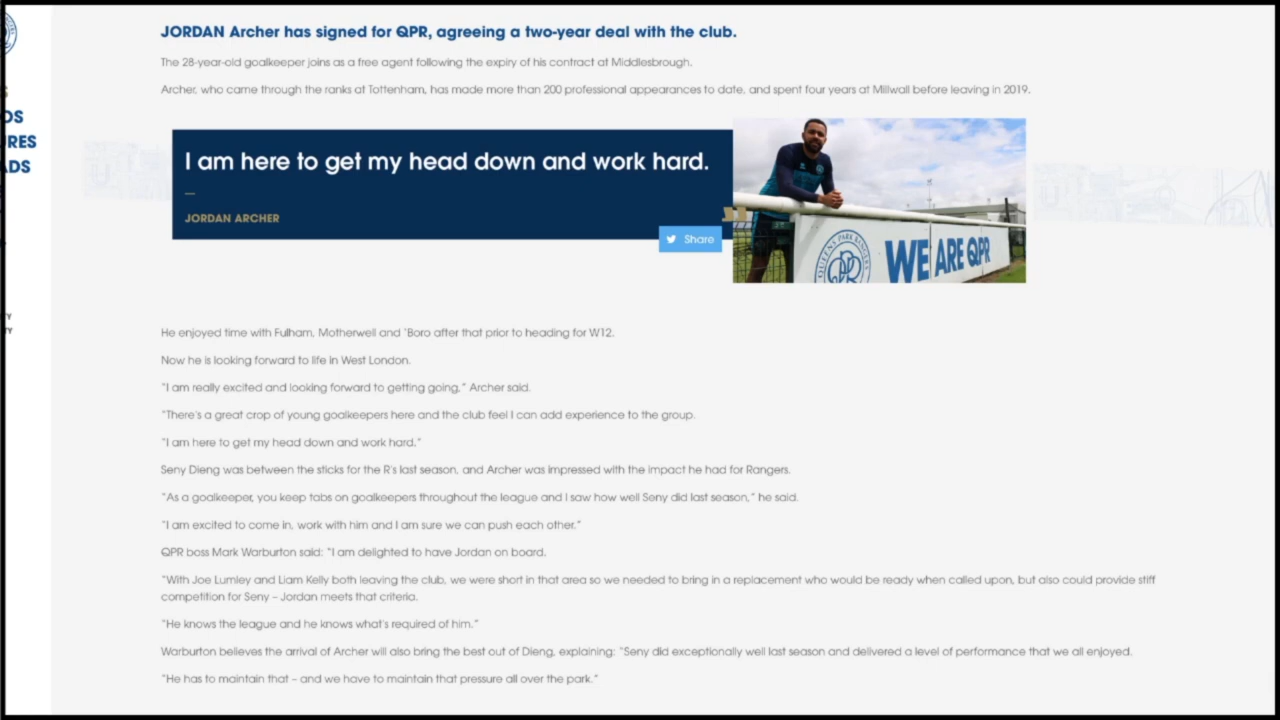 JORDAN Archer has signed for QPR, agreeing a two-year deal with the club.
The 28-year-old goalkeeper joins as a free agent following the expiry of his contract at Middlesbrough.
Archer, who came through the ranks at Tottenham, has made more than 200 professional appearances to date, and spent four years at Millwall before leaving in 2019.
I am here to get my head down and work hard.
JORDAN ARCHER
Share
QUEENS PARK RANGERS
WE ARE QPR
OS
URES
ADS
TY
TY
He enjoyed time with Fulham, Motherwell and 'Boro after that prior to heading for W12.
Now he is looking forward to life in West London.
"I am really excited and looking forward to getting going," Archer said.
"There's a great crop of young goalkeepers here and the club feel I can add experience to the group.
"I am here to get my head down and work hard."
Seny Dieng was between the sticks for the R's last season, and Archer was impressed with the impact he had for Rangers.
"As a goalkeeper, you keep tabs on goalkeepers throughout the league and I saw how well Seny did last season," he said.
"I am excited to come in, work with him and I am sure we can push each other."
QPR boss Mark Warburton said: "I am delighted to have Jordan on board.
"With Joe Lumley and Liam Kelly both leaving the club, we were short in that area so we needed to bring in a replacement who would be ready when called upon, but also could provide stiff
competition for Seny – Jordan meets that criteria.
"He knows the league and he knows what's required of him."
Warburton believes the arrival of Archer will also bring the best out of Dieng, explaining: "Seny did exceptionally well last season and delivered a level of performance that we all enjoyed.
"He has to maintain that – and we have to maintain that pressure all over the park."